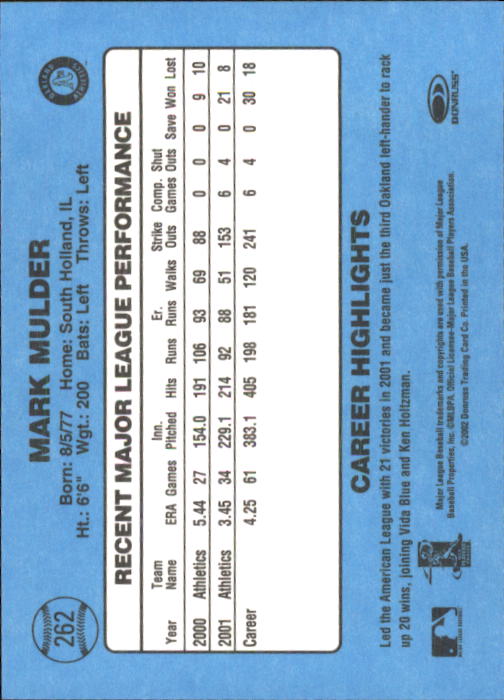 262
MARK MULDER
Born: 8/5/77 Home: South Holland, IL
Ht.: 6'6" Wgt.: 200 Bats: Left Throws: Left
RECENT MAJOR LEAGUE PERFORMANCE
Year Team Name ERA Games Inn. Pitched Hits Runs Er. Runs Walks Strike Outs Comp. Games Shut Outs Save Won Lost
2000 Athletics 5.44 27 154.0 191 106 93 69 88 0 0 0 9 10
2001 Athletics 3.45 34 229.1 214 92 88 51 153 6 4 0 21 8
Career 4.25 61 383.1 405 198 181 120 241 6 4 0 30 18
CAREER HIGHLIGHTS
Led the American League with 21 victories in 2001 and became just the third Oakland left-hander to rack
up 20 wins, joining Vida Blue and Ken Holtzman.
Major League Baseball trademarks and copyrights are used with permission of Major League
Baseball Properties, Inc. ©MLBPA. Official Licensee-Major League Baseball Players Association.
©2002 Donruss Trading Card Co. Printed in the USA.
DONRUSS